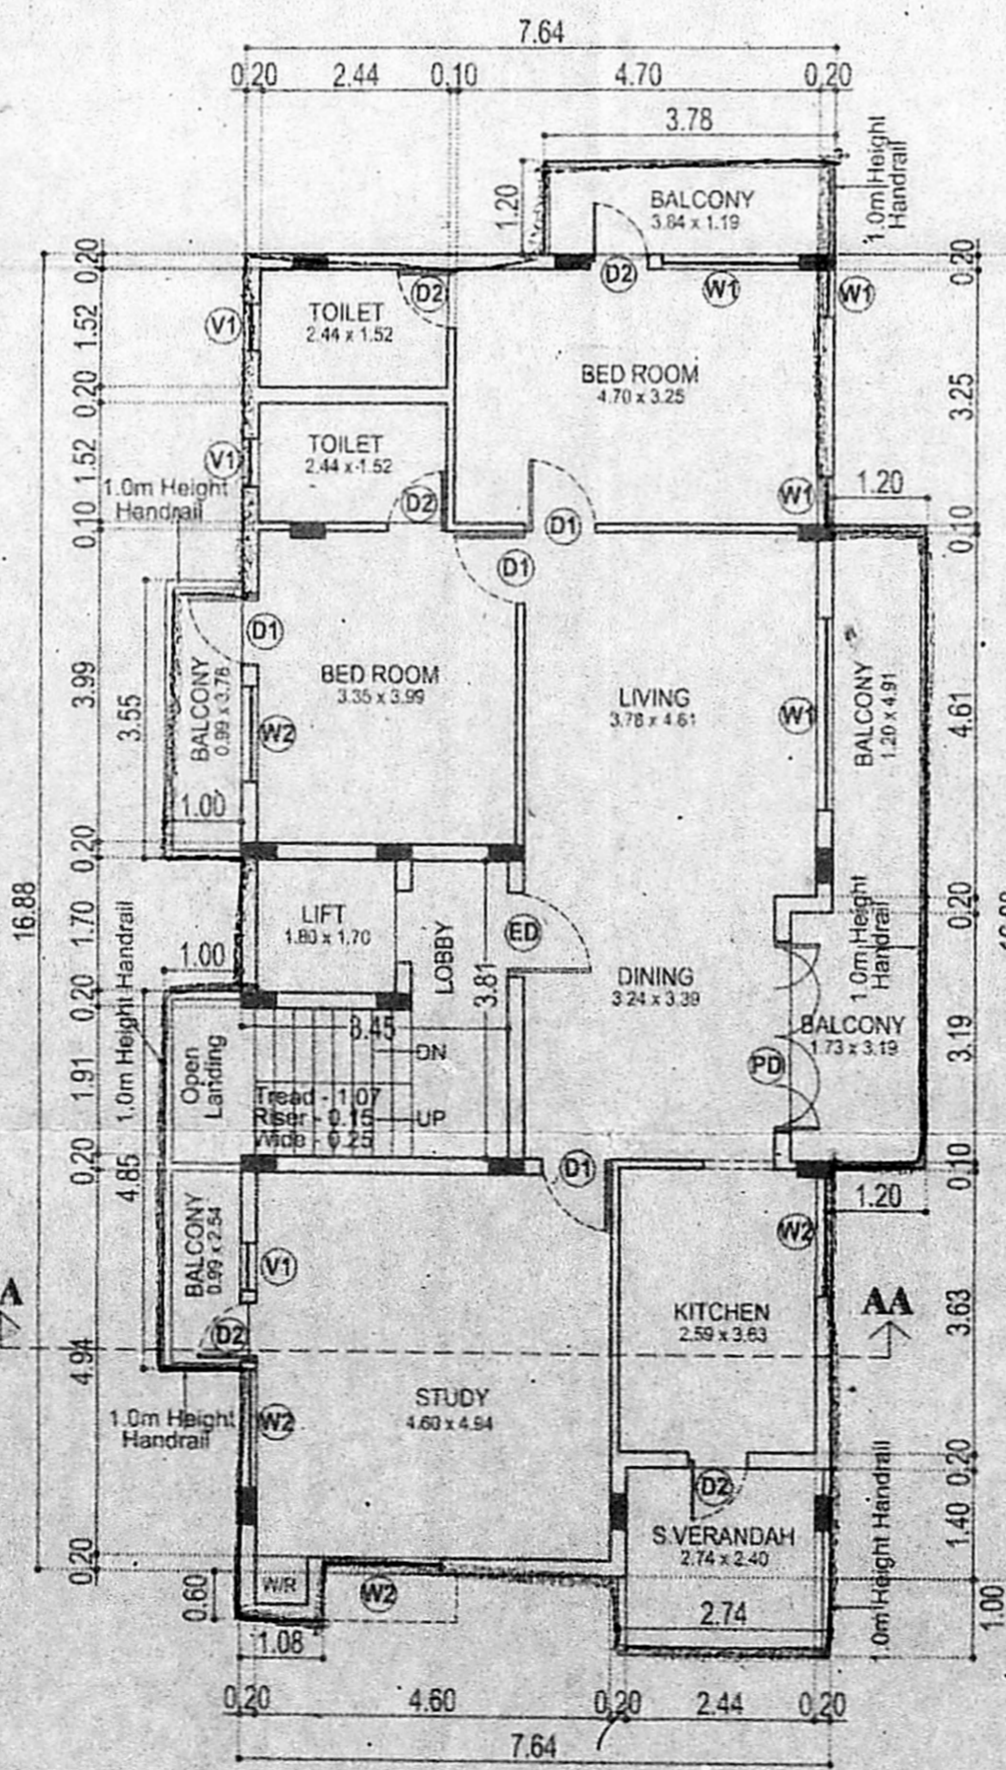 7.64
0.20 2.44 0.10 4.70 0.20
3.78
1.0m Height
Handrail
1.20
BALCONY
3.84 x 1.19
0.20
0.20
D2
D2
W1
W1
TOILET
2.44 x 1.52
V1
1.52
BED ROOM
4.70 x 3.25
3.25
0.20
TOILET
2.44 x 1.52
V1
1.52
1.0m Height
Handrail
D2
W1
1.20
0.10
D1
0.10
D1
D1
3.99
3.55
BALCONY
0.99 x 3.78
BED ROOM
3.35 x 3.99
W2
LIVING
3.78 x 4.61
W1
BALCONY
1.20 x 4.91
4.61
1.00
0.20
16.88
1.70
LIFT
1.80 x 1.70
LOBBY
ED
0.20
1.0m Height
Handrail
1.00
3.81
DINING
3.24 x 3.39
0.20
1.0m Height Handrail
3.45
DN
BALCONY
1.73 x 3.19
3.19
1.91
Open
Landing
Tread - 1.07
Riser - 0.15
Wide - 0.25
UP
PD
0.20
4.85
D1
0.10
1.20
BALCONY
0.99 x 2.54
V1
W2
A
D2
KITCHEN
2.59 x 3.63
AA
3.63
4.94
STUDY
4.60 x 4.94
1.0m Height
Handrail
W2
0.20
D2
S.VERANDAH
2.74 x 2.40
1.40
1.0m Height Handrail
0.20
0.60
W/R
W2
2.74
1.00
1.08
0.20 4.60 0.20 2.44 0.20
7.64